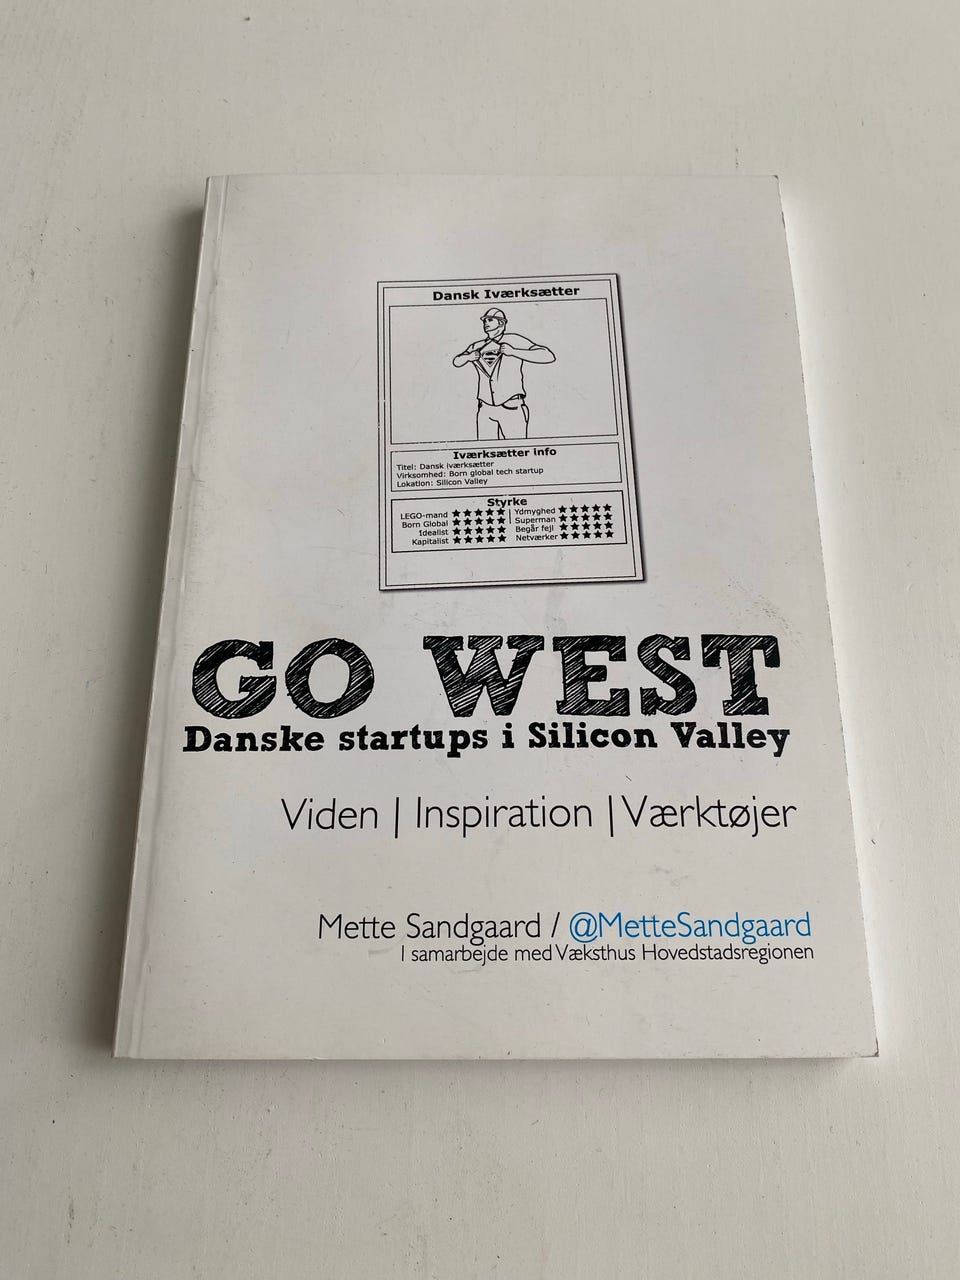 Dansk Iværksætter
Iværksætter info
Titel: Dansk iværksætter
Virksomhed: Born global tech startup
Lokation: Silicon Valley
Styrke
LEGO-mand ★★★★★ | Ydmyghed ★★★★★
Born Global ★★★★★ Superman ★★★★★
Idealist ★★★★★ Begår fejl ★★★★★
Kapitalist ★★★★★ Netværker ★★★★★
GO WEST
Danske startups i Silicon Valley
Viden | Inspiration | Værktøjer
Mette Sandgaard / @MetteSandgaard
I samarbejde med Væksthus Hovedstadsregionen